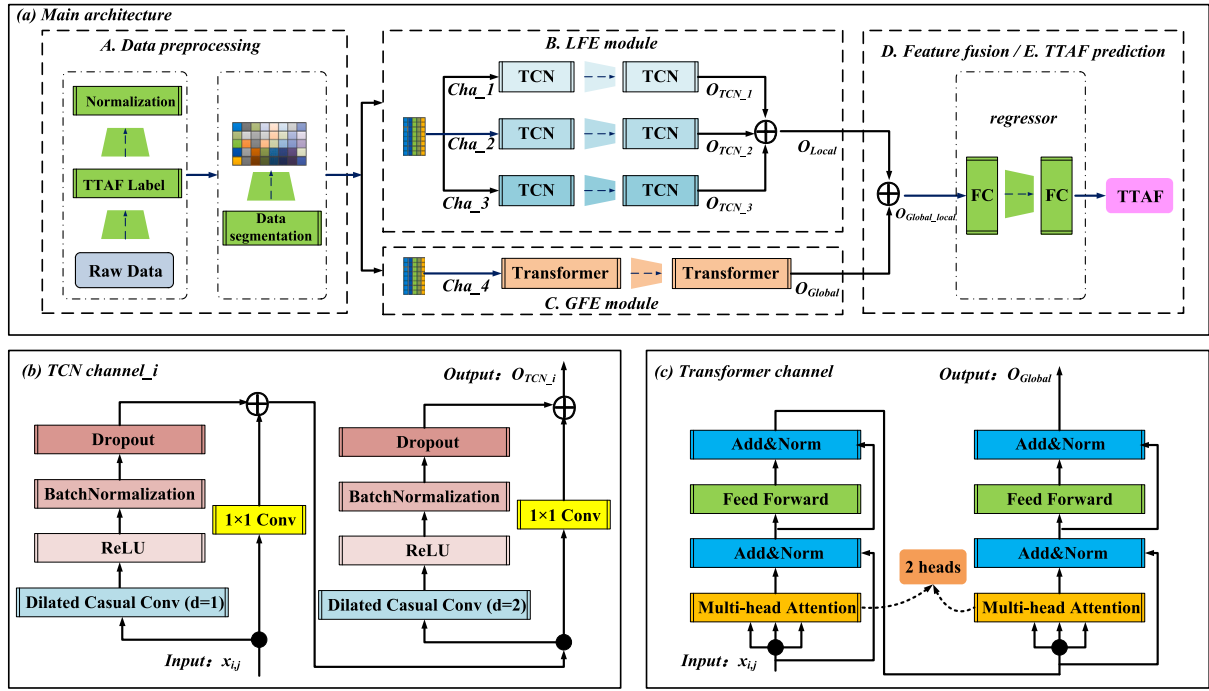 (a) Main architecture
A. Data preprocessing
Normalization
TTAF Label
Raw Data
Data
segmentation
B. LFE module
Cha_1
TCN
TCN
O_TCN_1
Cha_2
TCN
TCN
O_TCN_2
Cha_3
TCN
TCN
O_TCN_3
O_Local
Cha_4
Transformer
Transformer
O_Global
C. GFE module
D. Feature fusion / E. TTAF prediction
regressor
O_Global_local
FC
FC
TTAF
(b) TCN channel_i
Output: O_TCN_i
Dropout
BatchNormalization
ReLU
Dilated Casual Conv (d=1)
1×1 Conv
Input: x_i,j
Dropout
BatchNormalization
ReLU
Dilated Casual Conv (d=2)
1×1 Conv
(c) Transformer channel
Output: O_Global
Add&Norm
Feed Forward
Add&Norm
Multi-head Attention
Input: x_i,j
2 heads
Add&Norm
Feed Forward
Add&Norm
Multi-head Attention